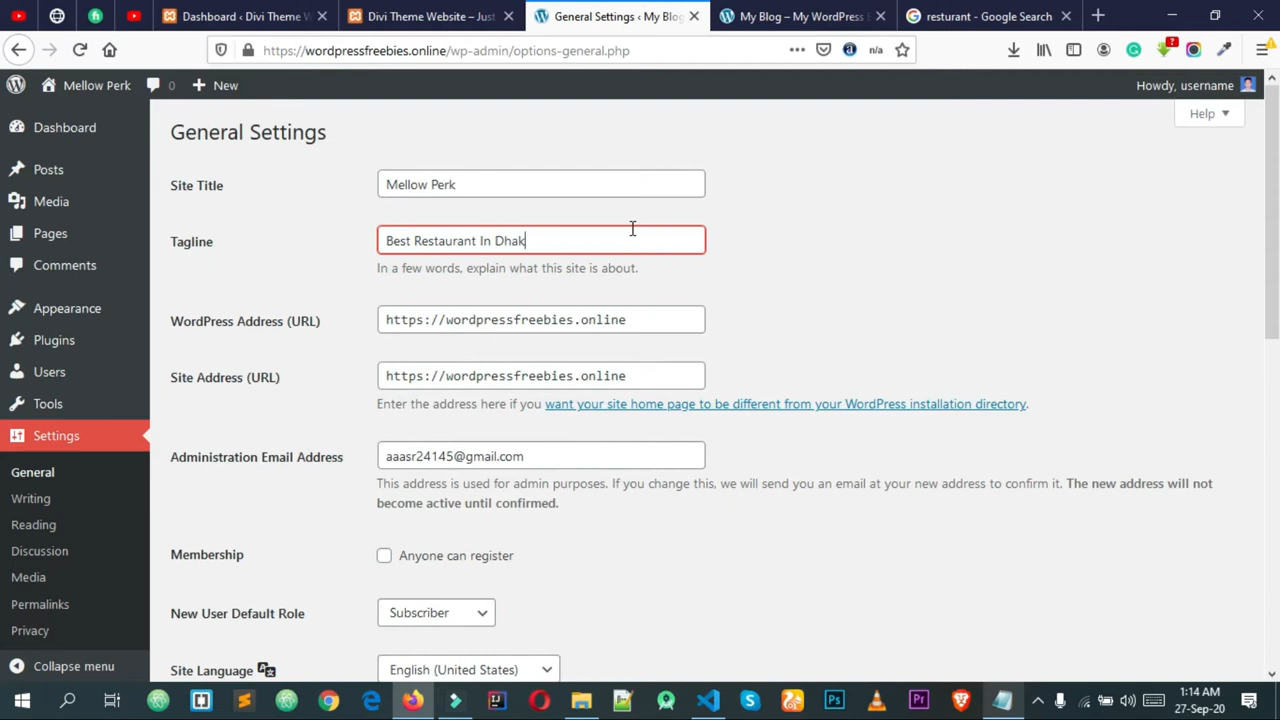 Dashboard ‹ Divi Theme W
Divi Theme Website – Just
General Settings ‹ My Blog
My Blog – My WordPress B
resturant - Google Search
https://wordpressfreebies.online/wp-admin/options-general.php
n/a
Mellow Perk
0
New
Howdy, username
Help
Dashboard
Posts
Media
Pages
Comments
Appearance
Plugins
Users
Tools
Settings
General
Writing
Reading
Discussion
Media
Permalinks
Privacy
Collapse menu
General Settings
Site Title
Mellow Perk
Tagline
Best Restaurant In Dhak
In a few words, explain what this site is about.
WordPress Address (URL)
https://wordpressfreebies.online
Site Address (URL)
https://wordpressfreebies.online
Enter the address here if you want your site home page to be different from your WordPress installation directory.
Administration Email Address
aaasr24145@gmail.com
This address is used for admin purposes. If you change this, we will send you an email at your new address to confirm it. The new address will not
become active until confirmed.
Membership
Anyone can register
New User Default Role
Subscriber
Site Language
English (United States)
1:14 AM
27-Sep-20